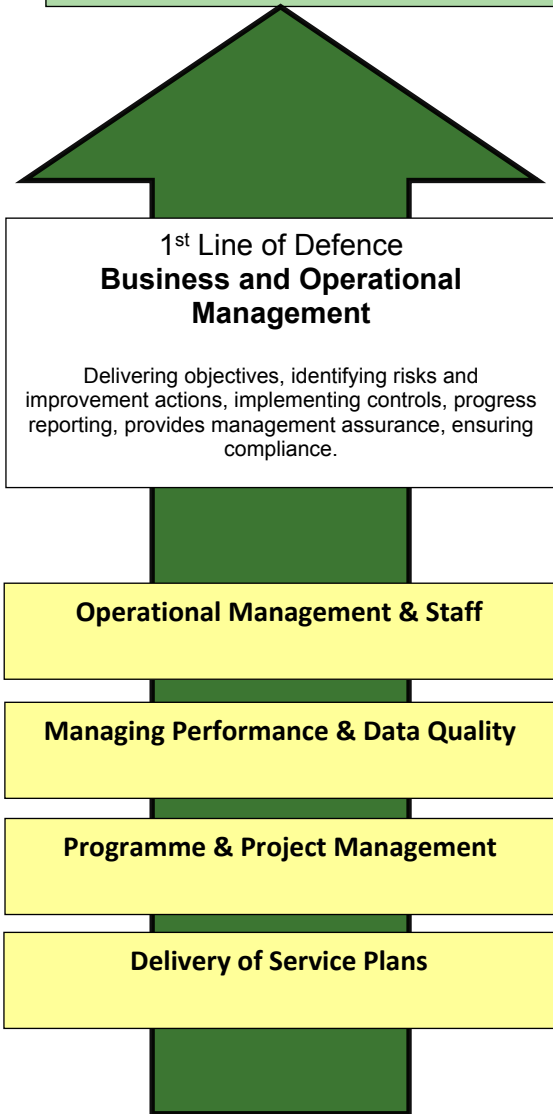 1st Line of Defence
Business and Operational
Management
Delivering objectives, identifying risks and
improvement actions, implementing controls, progress
reporting, provides management assurance, ensuring
compliance.
Operational Management & Staff
Managing Performance & Data Quality
Programme & Project Management
Delivery of Service Plans